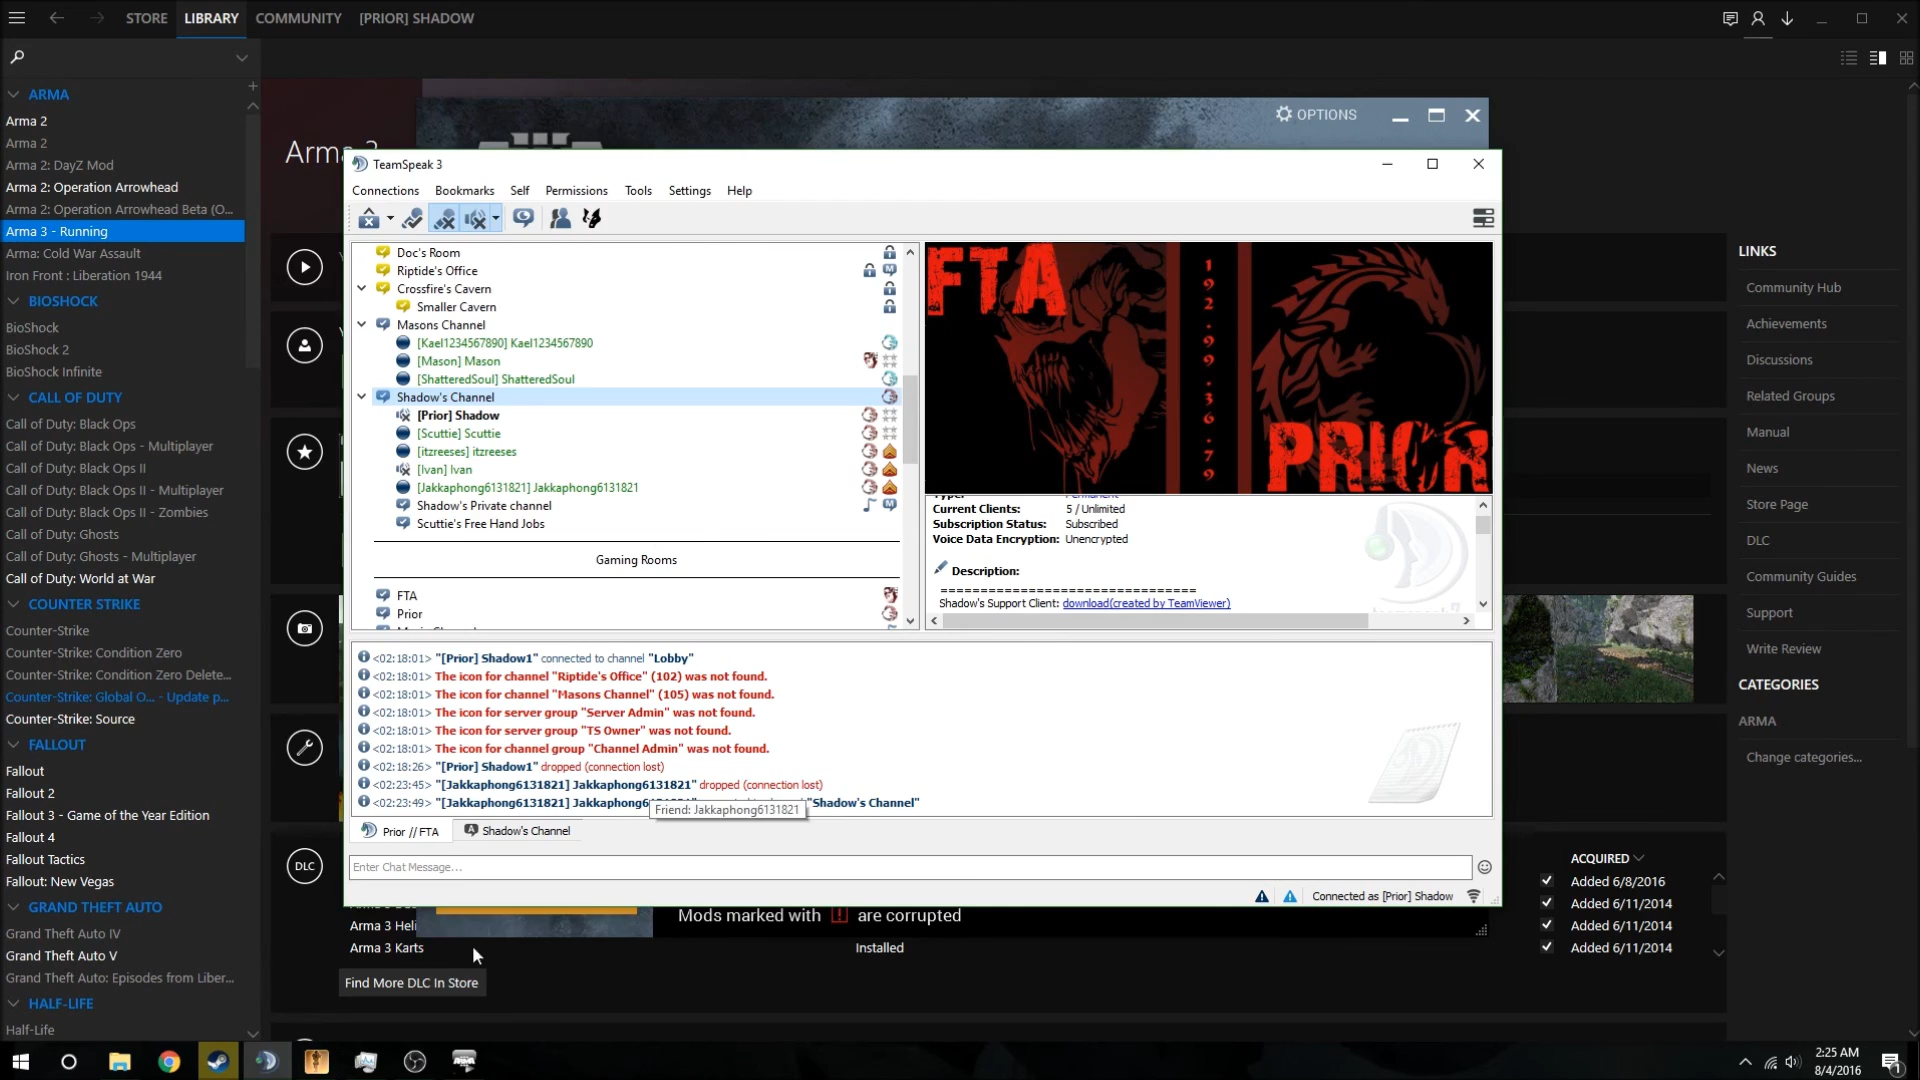 STORE LIBRARY COMMUNITY [PRIOR] SHADOW
ARMA
Arma 2
Arma 2
Arma 2: DayZ Mod
Arma 2: Operation Arrowhead
Arma 2: Operation Arrowhead Beta (O...
Arma 3 - Running
Arma: Cold War Assault
Iron Front : Liberation 1944
BIOSHOCK
BioShock
BioShock 2
BioShock Infinite
CALL OF DUTY
Call of Duty: Black Ops
Call of Duty: Black Ops - Multiplayer
Call of Duty: Black Ops II
Call of Duty: Black Ops II - Multiplayer
Call of Duty: Black Ops II - Zombies
Call of Duty: Ghosts
Call of Duty: Ghosts - Multiplayer
Call of Duty: World at War
COUNTER STRIKE
Counter-Strike
Counter-Strike: Condition Zero
Counter-Strike: Condition Zero Delete...
Counter-Strike: Global O... - Update p...
Counter-Strike: Source
FALLOUT
Fallout
Fallout 2
Fallout 3 - Game of the Year Edition
Fallout 4
Fallout Tactics
Fallout: New Vegas
GRAND THEFT AUTO
Grand Theft Auto IV
Grand Theft Auto V
Grand Theft Auto: Episodes from Liber...
HALF-LIFE
Half-Life
Arma 3
OPTIONS
TeamSpeak 3
Connections Bookmarks Self Permissions Tools Settings Help
Doc's Room
Riptide's Office
Crossfire's Cavern
Smaller Cavern
Masons Channel
[Kael1234567890] Kael1234567890
[Mason] Mason
[ShatteredSoul] ShatteredSoul
Shadow's Channel
[Prior] Shadow
[Scuttie] Scuttie
[itzreeses] itzreeses
[Ivan] Ivan
[Jakkaphong6131821] Jakkaphong6131821
Shadow's Private channel
Scuttie's Free Hand Jobs
Gaming Rooms
FTA
Prior
FTA
192.99.36.79
PRIOR
Type: Permanent
Current Clients: 5 / Unlimited
Subscription Status: Subscribed
Voice Data Encryption: Unencrypted
Description:
================================
Shadow's Support Client: download(created by TeamViewer)
<02:18:01> "[Prior] Shadow1" connected to channel "Lobby"
<02:18:01> The icon for channel "Riptide's Office" (102) was not found.
<02:18:01> The icon for channel "Masons Channel" (105) was not found.
<02:18:01> The icon for server group "Server Admin" was not found.
<02:18:01> The icon for server group "TS Owner" was not found.
<02:18:01> The icon for channel group "Channel Admin" was not found.
<02:18:26> "[Prior] Shadow1" dropped (connection lost)
<02:23:45> "[Jakkaphong6131821] Jakkaphong6131821" dropped (connection lost)
<02:23:49> "[Jakkaphong6131821] "Shadow's Channel"
Friend: Jakkaphong6131821
Prior // FTA Shadow's Channel
Enter Chat Message...
Connected as [Prior] Shadow
Mods marked with ! are corrupted
DLC
Arma 3 Heli
Arma 3 Karts Installed
Find More DLC In Store
ACQUIRED
Added 6/8/2016
Added 6/11/2014
Added 6/11/2014
Added 6/11/2014
LINKS
Community Hub
Achievements
Discussions
Related Groups
Manual
News
Store Page
DLC
Community Guides
Support
Write Review
CATEGORIES
ARMA
Change categories...
2:25 AM
8/4/2016
1